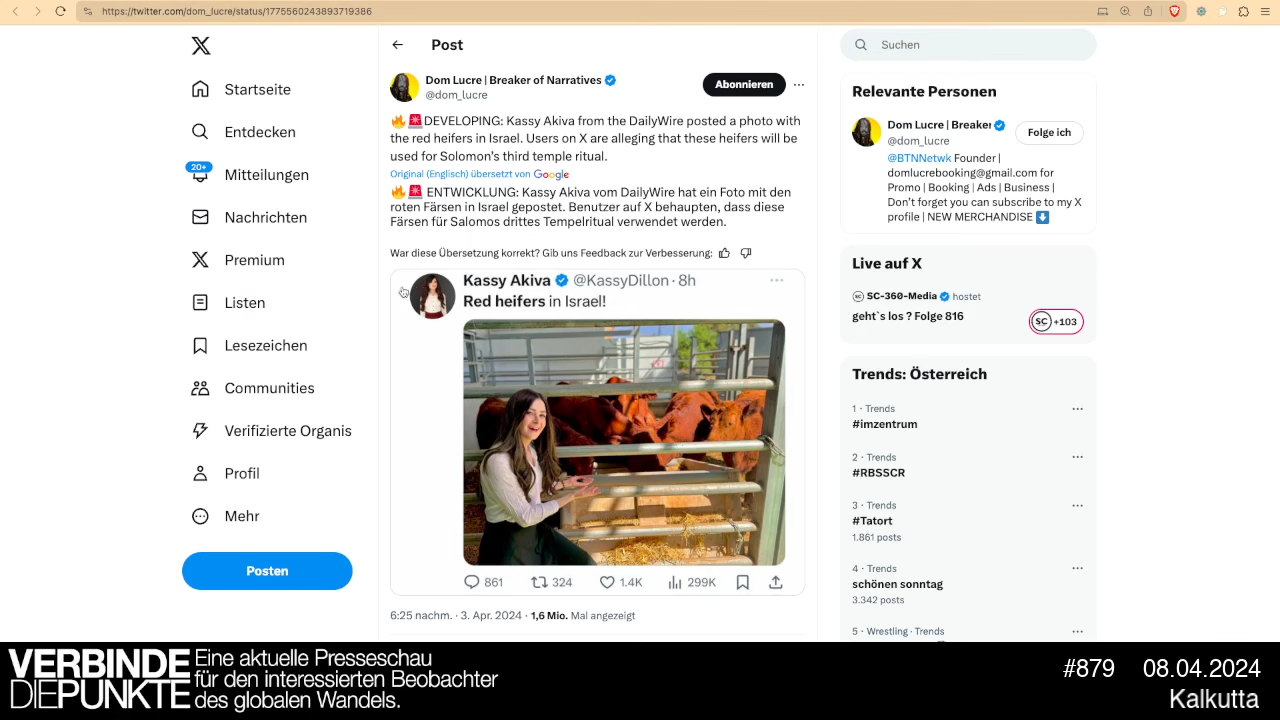 https://twitter.com/dom_lucre/status/1775560243893719386
Startseite
Entdecken
20+
Mitteilungen
Nachrichten
Premium
Listen
Lesezeichen
Communities
Verifizierte Organis
Profil
Mehr
Posten
Post
Dom Lucre | Breaker of Narratives
@dom_lucre
Abonnieren
DEVELOPING: Kassy Akiva from the DailyWire posted a photo with
the red heifers in Israel. Users on X are alleging that these heifers will be
used for Solomon's third temple ritual.
Original (Englisch) übersetzt von Google
ENTWICKLUNG: Kassy Akiva vom DailyWire hat ein Foto mit den
roten Färsen in Israel gepostet. Benutzer auf X behaupten, dass diese
Färsen für Salomos drittes Tempelritual verwendet werden.
War diese Übersetzung korrekt? Gib uns Feedback zur Verbesserung:
Kassy Akiva @KassyDillon · 8h
Red heifers in Israel!
861 324 1.4K 299K
6:25 nachm. · 3. Apr. 2024 · 1,6 Mio. Mal angezeigt
Suchen
Relevante Personen
Dom Lucre | Breaker
@dom_lucre
Folge ich
@BTNNetwk Founder |
domlucrebooking@gmail.com for
Promo | Booking | Ads | Business |
Don't forget you can subscribe to my X
profile | NEW MERCHANDISE
Live auf X
SC-360-Media hostet
geht`s los ? Folge 816
SC +103
Trends: Österreich
1 · Trends
#imzentrum
2 · Trends
#RBSSCR
3 · Trends
#Tatort
1.861 posts
4 · Trends
schönen sonntag
3.342 posts
5 · Wrestling · Trends
VERBINDE
DIEPUNKTE
Eine aktuelle Presseschau
für den interessierten Beobachter
des globalen Wandels.
#879 08.04.2024
Kalkutta